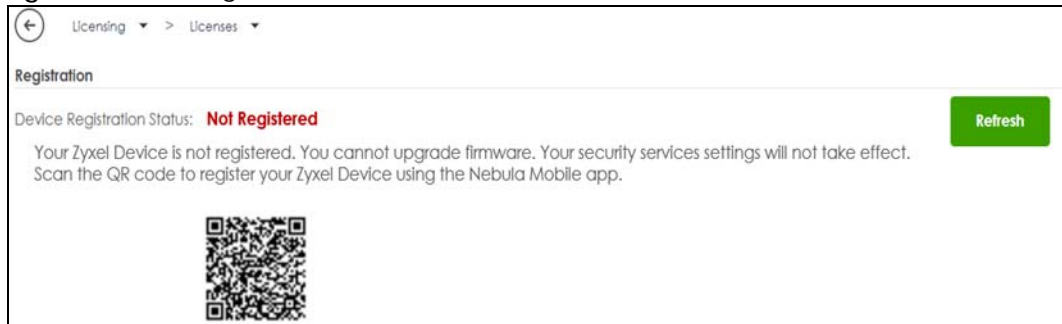 Licensing > Licenses
Registration
Device Registration Status: Not Registered
Refresh
Your Zyxel Device is not registered. You cannot upgrade firmware. Your security services settings will not take effect.
Scan the QR code to register your Zyxel Device using the Nebula Mobile app.